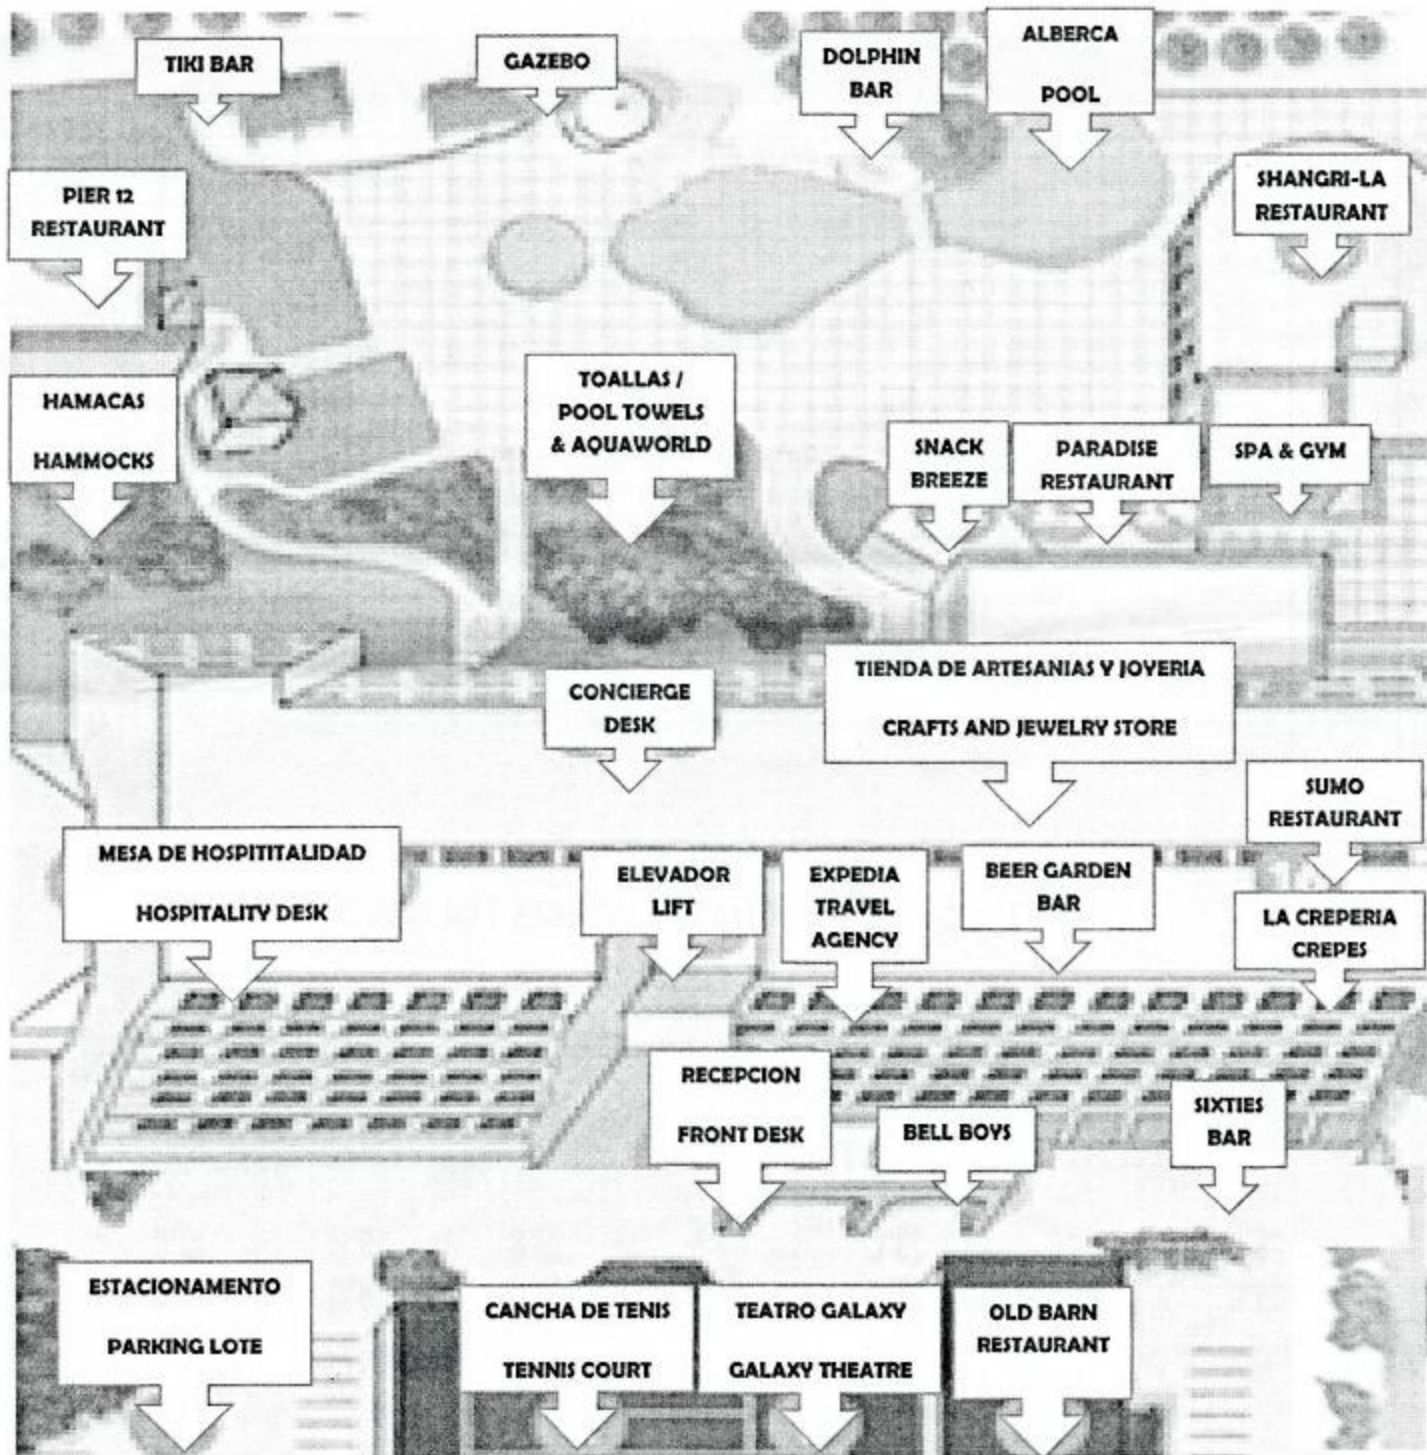 TIKI BAR
GAZEBO
DOLPHIN
BAR
ALBERCA
POOL
PIER 12
RESTAURANT
SHANGRI-LA
RESTAURANT
HAMACAS
HAMMOCKS
TOALLAS /
POOL TOWELS
& AQUAWORLD
SNACK
BREEZE
PARADISE
RESTAURANT
SPA & GYM
CONCIERGE
DESK
TIENDA DE ARTESANIAS Y JOYERIA
CRAFTS AND JEWELRY STORE
SUMO
RESTAURANT
MESA DE HOSPITITALIDAD
HOSPITALITY DESK
ELEVADOR
LIFT
EXPEDIA
TRAVEL
AGENCY
BEER GARDEN
BAR
LA CREPERIA
CREPES
RECEPCION
FRONT DESK
BELL BOYS
SIXTIES
BAR
ESTACIONAMENTO
PARKING LOTE
CANCHA DE TENIS
TENNIS COURT
TEATRO GALAXY
GALAXY THEATRE
OLD BARN
RESTAURANT